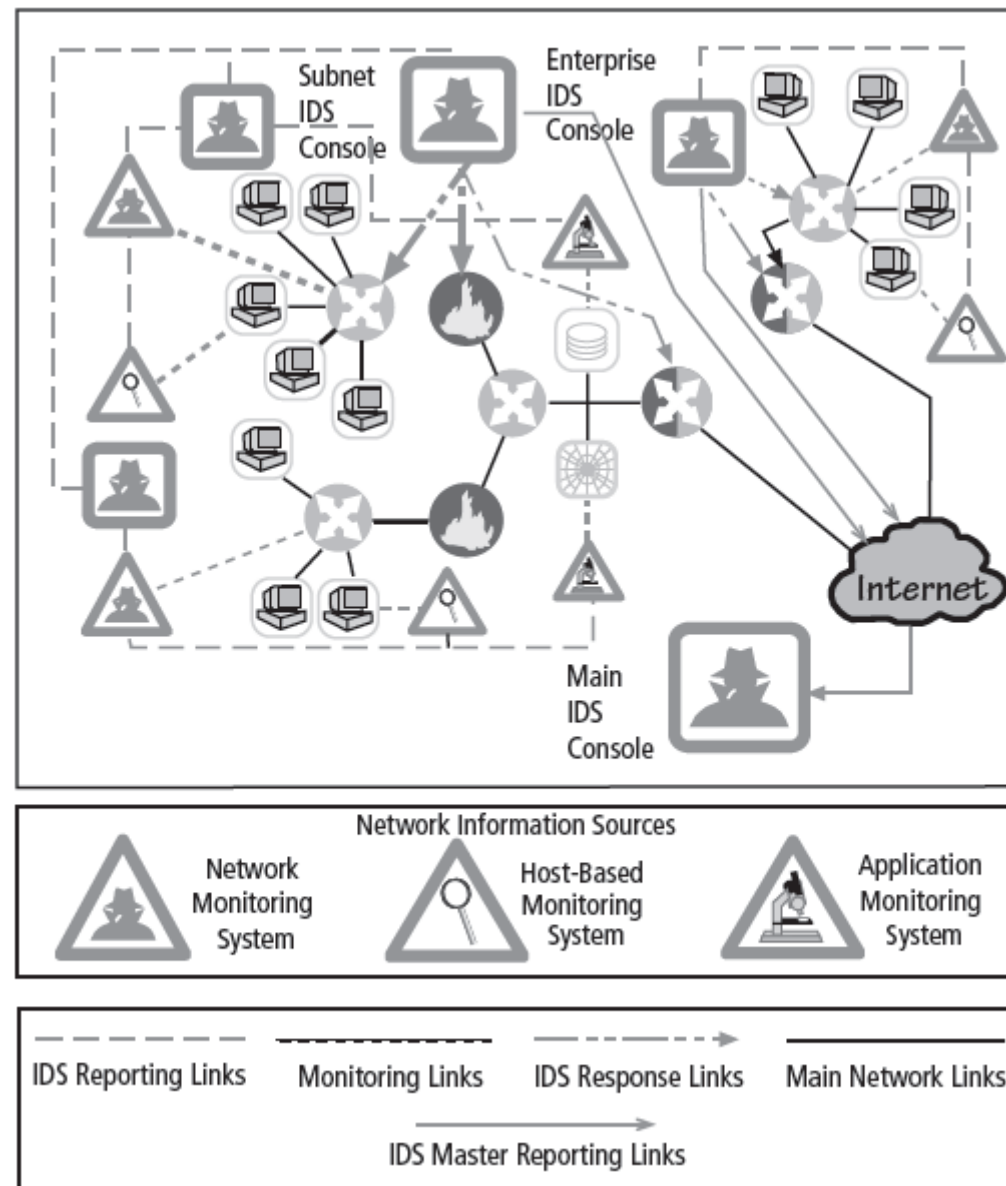 Subnet
IDS
Console
Enterprise
IDS
Console
Internet
Main
IDS
Console
Network Information Sources
Network
Monitoring
System
Host-Based
Monitoring
System
Application
Monitoring
System
IDS Reporting Links
Monitoring Links
IDS Response Links
Main Network Links
IDS Master Reporting Links